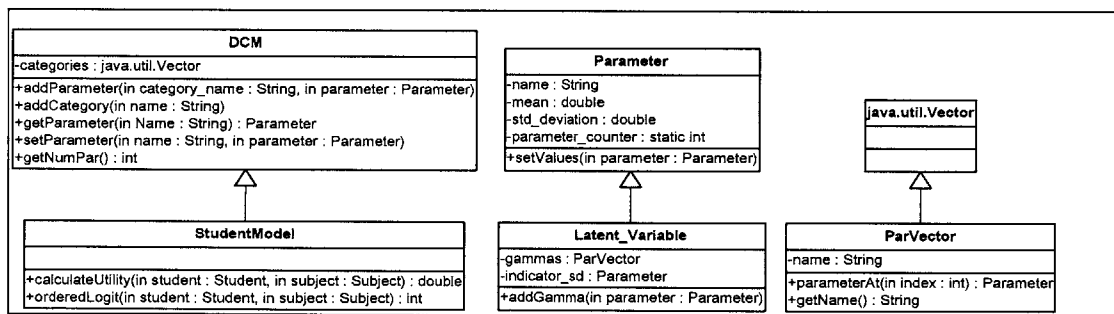 DCM
-categories : java.util.Vector
+addParameter(in category_name : String, in parameter : Parameter)
+addCategory(in name : String)
+getParameter(in Name : String) : Parameter
+setParameter(in name : String, in parameter : Parameter)
+getNumPar() : int
Parameter
-name : String
-mean : double
-std_deviation : double
-parameter_counter : static int
+setValues(in parameter : Parameter)
java.util.Vector
StudentModel
+calculateUtility(in student : Student, in subject : Subject) : double
+orderedLogit(in student : Student, in subject : Subject) : int
Latent_Variable
-gammas : ParVector
-indicator_sd : Parameter
+addGamma(in parameter : Parameter)
ParVector
-name : String
+parameterAt(in index : int) : Parameter
+getName() : String